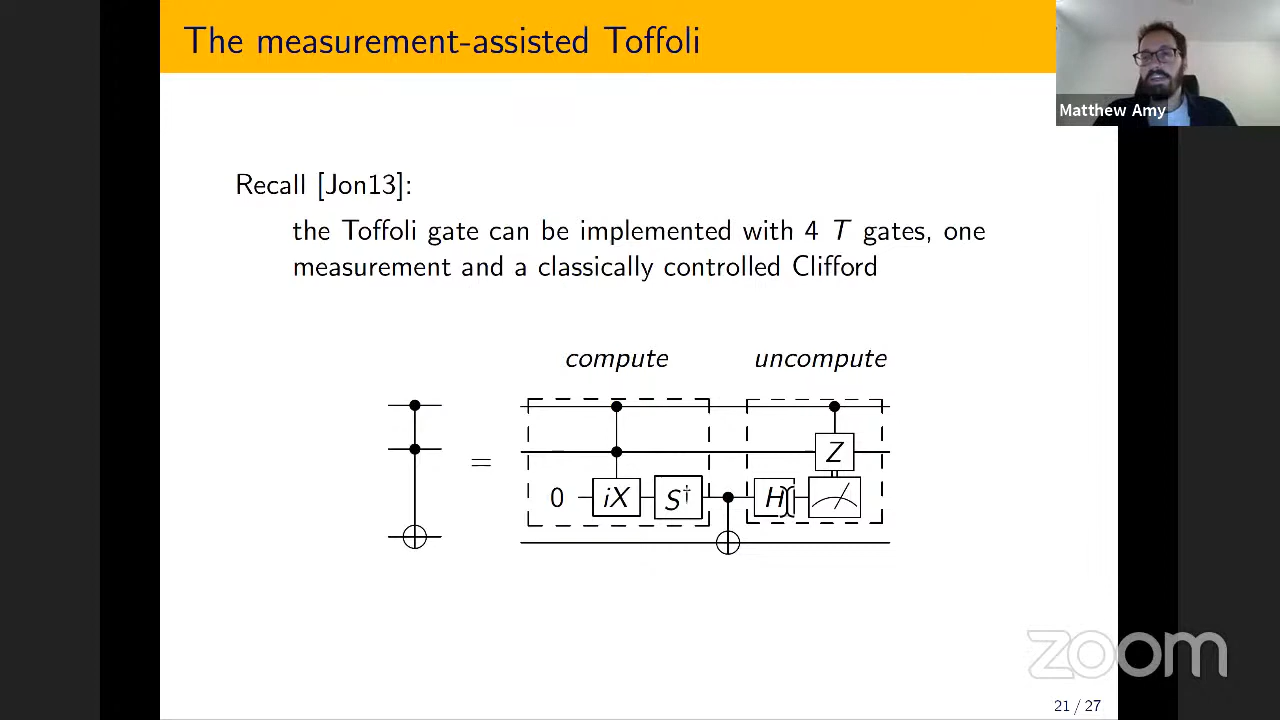 The measurement-assisted Toffoli
Matthew Amy
Recall [Jon13]:
the Toffoli gate can be implemented with 4 T gates, one
measurement and a classically controlled Clifford
compute uncompute
=
Z
0 iX S† H
zoom
21 / 27